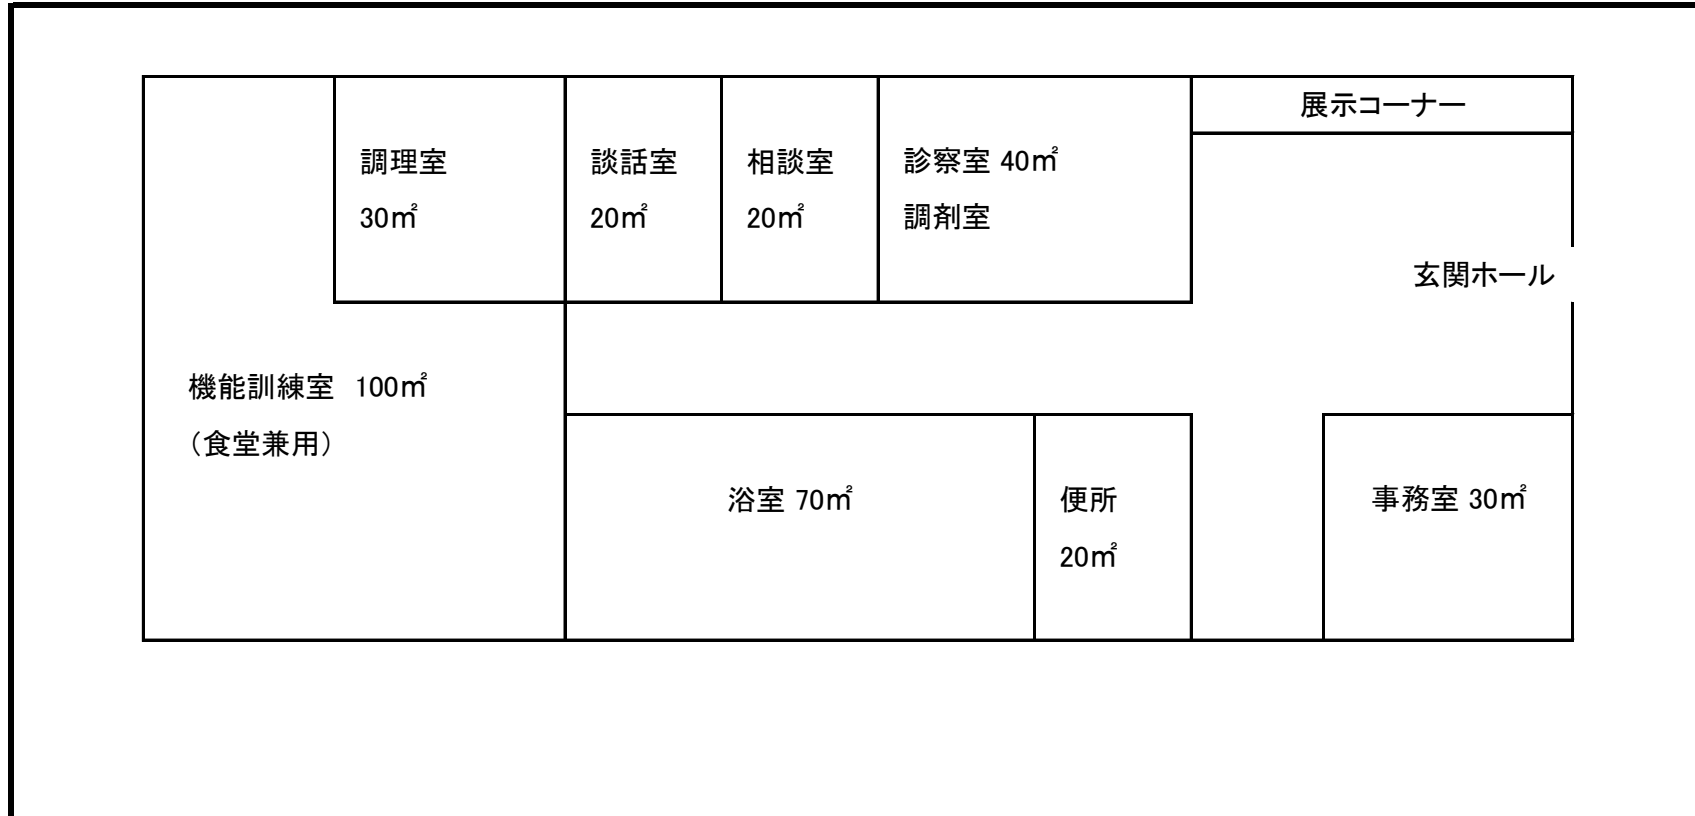 展示コーナー
調理室
30㎡
談話室
20㎡
相談室
20㎡
診察室 40㎡
調剤室
玄関ホール
機能訓練室　100㎡
（食堂兼用）
浴室 70㎡
便所
20㎡
事務室 30㎡